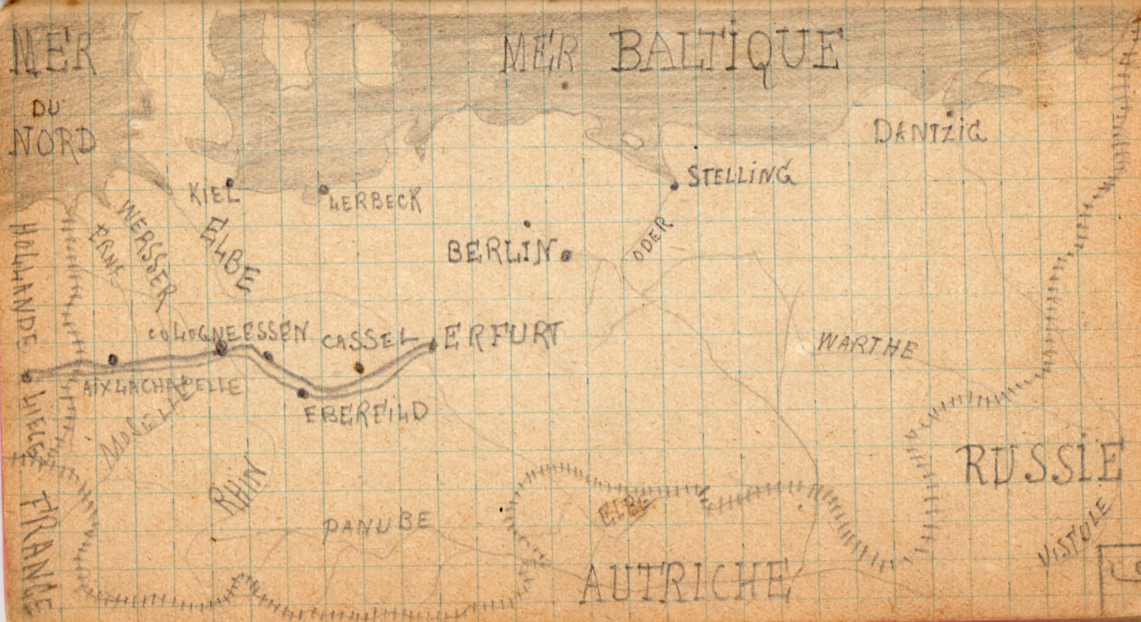 MER
DU
NORD
MER BALTIQUE
DANTZIG
STELLING
KIEL
LERBECK
WERSSER
ELBE
ERNS
HOLLANDE
ODER
BERLIN
COLOGNE
ESSEN
CASSEL
ERFURT
WARTHE
AIXLACHAPELLE
EBERFILD
LIEGE
MOSELLE
RHIN
RUSSIE
FRANCE
DANUBE
ELBE
VISTULE
AUTRICHE